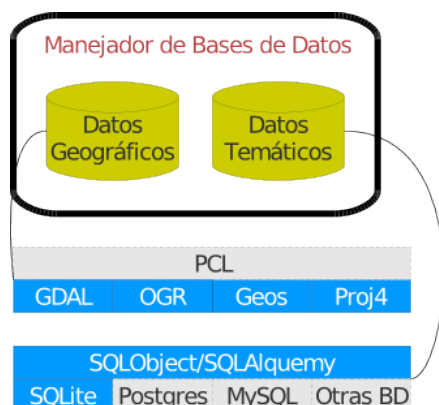 Manejador de Bases de Datos
Datos
Geográficos
Datos
Temáticos
PCL
GDAL OGR Geos Proj4
SQLObject/SQLAlquemy
SQLite Postgres MySQL Otras BD